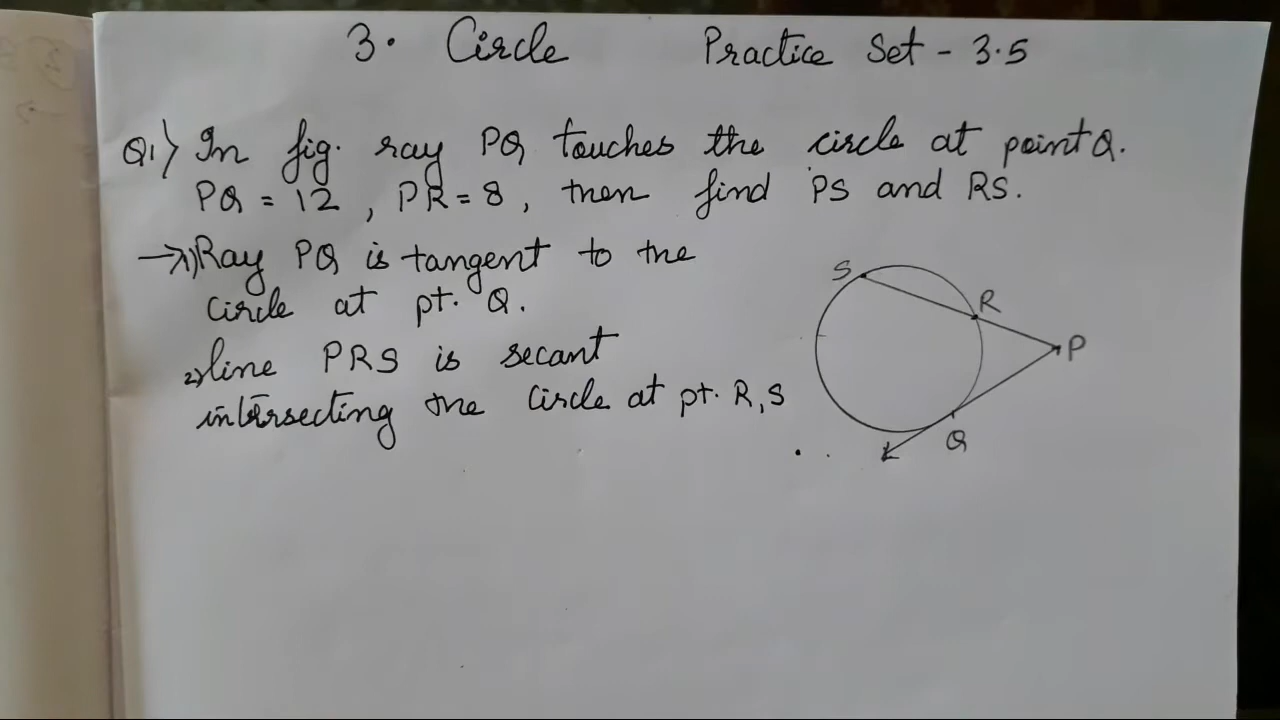 3. Circle Practice Set - 3.5
Q1) In fig. ray PQ touches the circle at point Q.
PQ = 12 , PR = 8 , then find PS and RS.
→ 1) Ray PQ is tangent to the
circle at pt. Q.
2) line PRS is secant
intersecting the circle at pt. R, S
S
R
P
Q